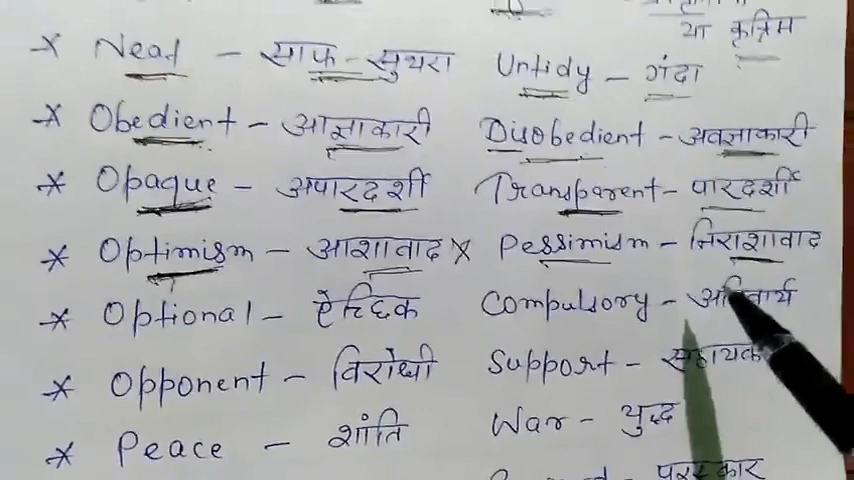 या कृत्रिम
* Neat - साफ-सुथरा Untidy - गंदा
* Obedient - आज्ञाकारी Disobedient - अवज्ञाकारी
* Opaque - अपारदर्शी Transparent - पारदर्शी
* Optimism - आशावाद x Pessimism - निराशावाद
* Optional - ऐच्छिक Compulsory -
* Opponent - विरोधी Support - सहायक
* Peace - शांति War - युद्ध
पुरस्कार